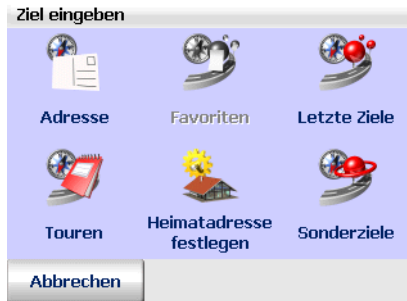 Ziel eingeben
Adresse
Favoriten
Letzte Ziele
Touren
Heimatadresse
festlegen
Sonderziele
Abbrechen